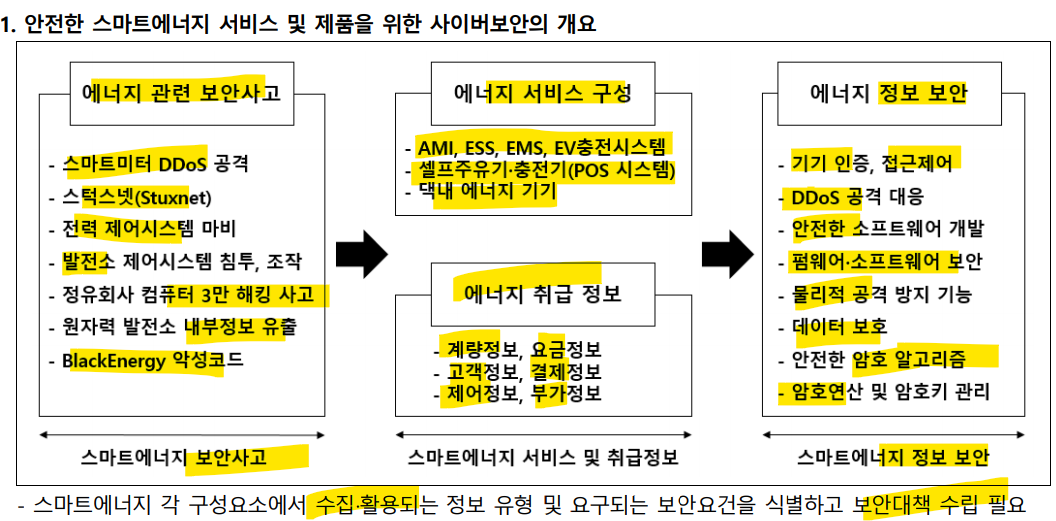 1. 안전한 스마트에너지 서비스 및 제품을 위한 사이버보안의 개요
에너지 관련 보안사고
- 스마트미터 DDoS 공격
- 스턱스넷(Stuxnet)
- 전력 제어시스템 마비
- 발전소 제어시스템 침투, 조작
- 정유회사 컴퓨터 3만 해킹 사고
- 원자력 발전소 내부정보 유출
- BlackEnergy 악성코드
스마트에너지 보안사고
에너지 서비스 구성
- AMI, ESS, EMS, EV충전시스템
- 셀프주유기·충전기(POS 시스템)
- 댁내 에너지 기기
에너지 취급 정보
- 계량정보, 요금정보
- 고객정보, 결제정보
- 제어정보, 부가정보
스마트에너지 서비스 및 취급정보
에너지 정보 보안
- 기기 인증, 접근제어
- DDoS 공격 대응
- 안전한 소프트웨어 개발
- 펌웨어·소프트웨어 보안
- 물리적 공격 방지 기능
- 데이터 보호
- 안전한 암호 알고리즘
- 암호연산 및 암호키 관리
스마트에너지 정보 보안
- 스마트에너지 각 구성요소에서 수집·활용되는 정보 유형 및 요구되는 보안요건을 식별하고 보안대책 수립 필요